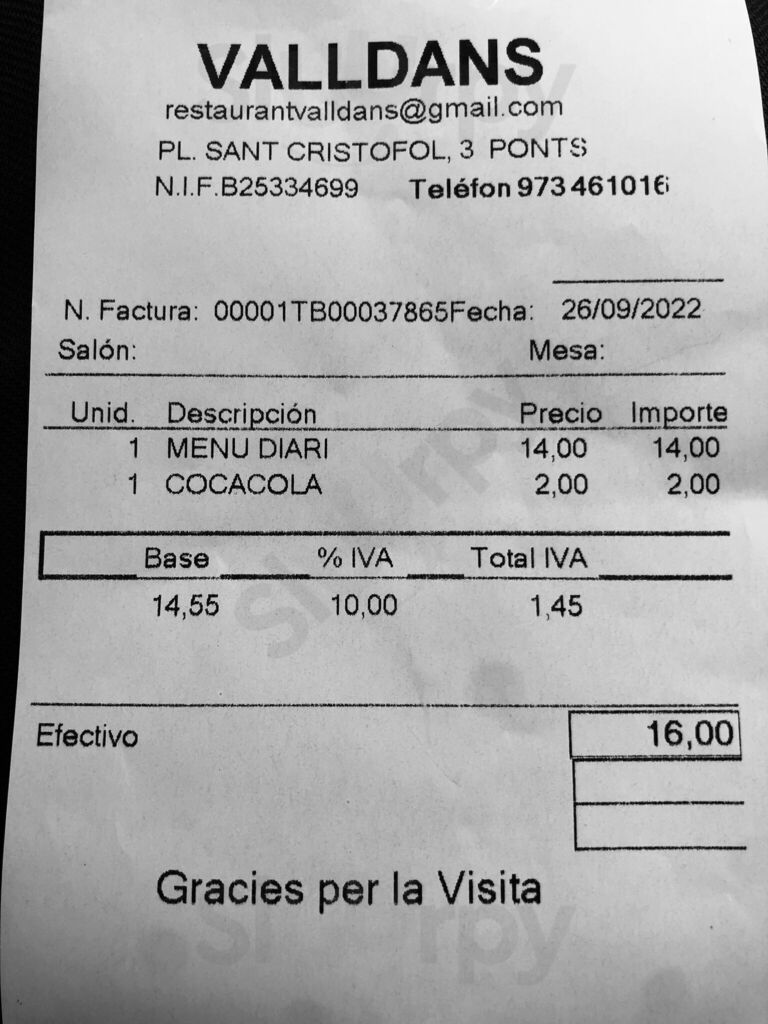 VALLDANS
restaurantvalldans@gmail.com
PL. SANT CRISTOFOL, 3 PONTS
N.I.F.B25334699 Teléfon 973 461016
N. Factura: 00001TB00037865Fecha: 26/09/2022
Salón: Mesa:
Unid. Descripción Precio Importe
1 MENU DIARI 14,00 14,00
1 COCACOLA 2,00 2,00
Base % IVA Total IVA
14,55 10,00 1,45
Efectivo 16,00
Gracies per la Visita